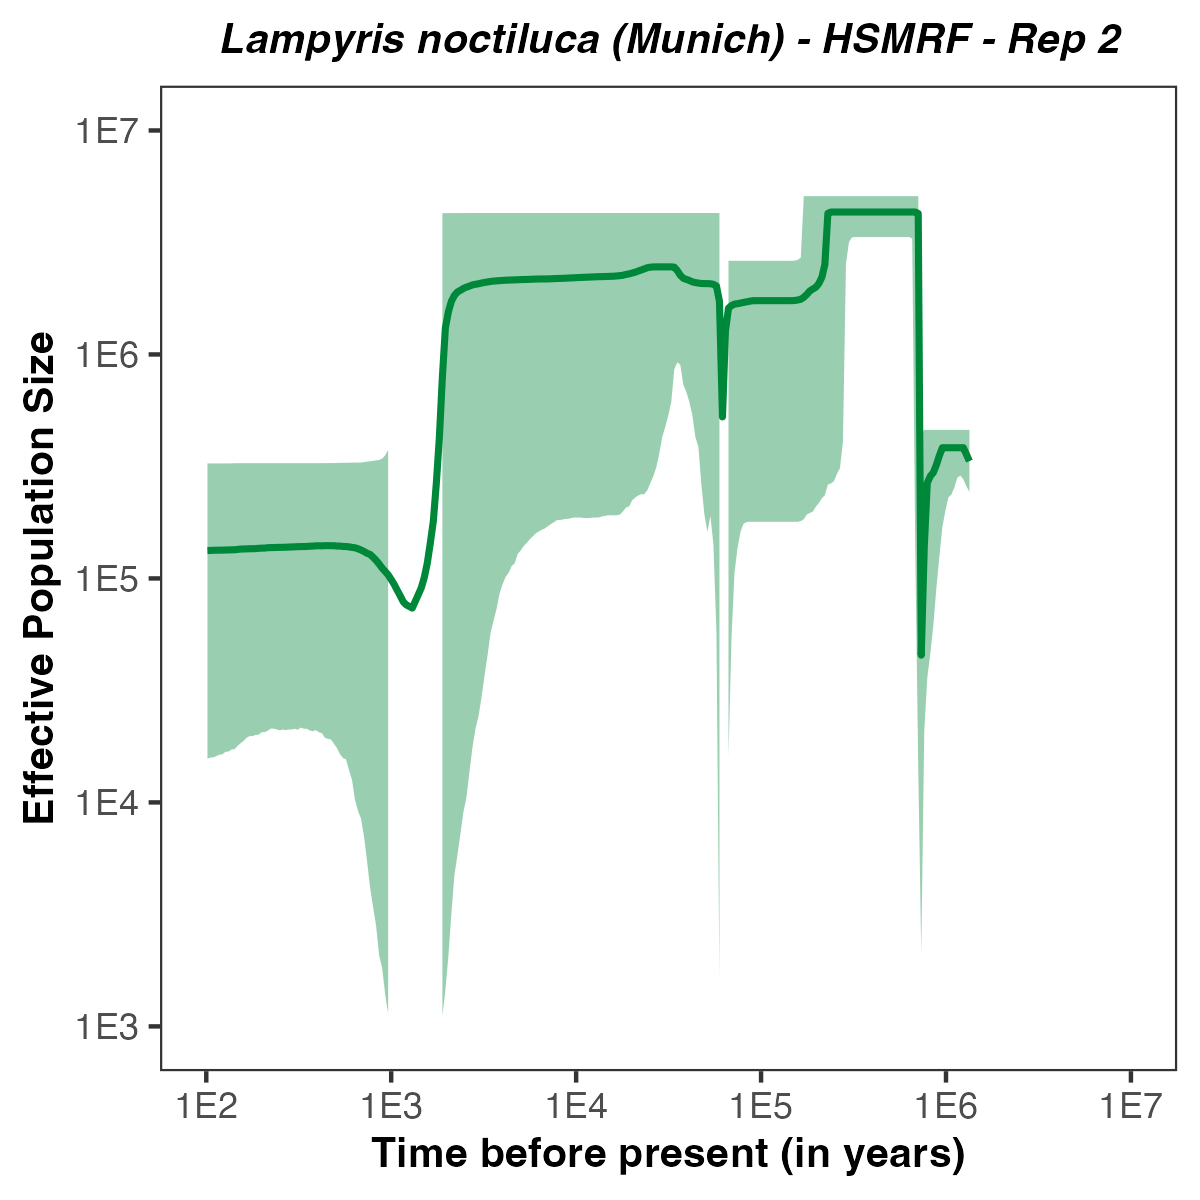 Lampyris noctiluca (Munich) - HSMRF - Rep 2
Effective Population Size
1E7
1E6
1E5
1E4
1E3
1E2 1E3 1E4 1E5 1E6 1E7
Time before present (in years)